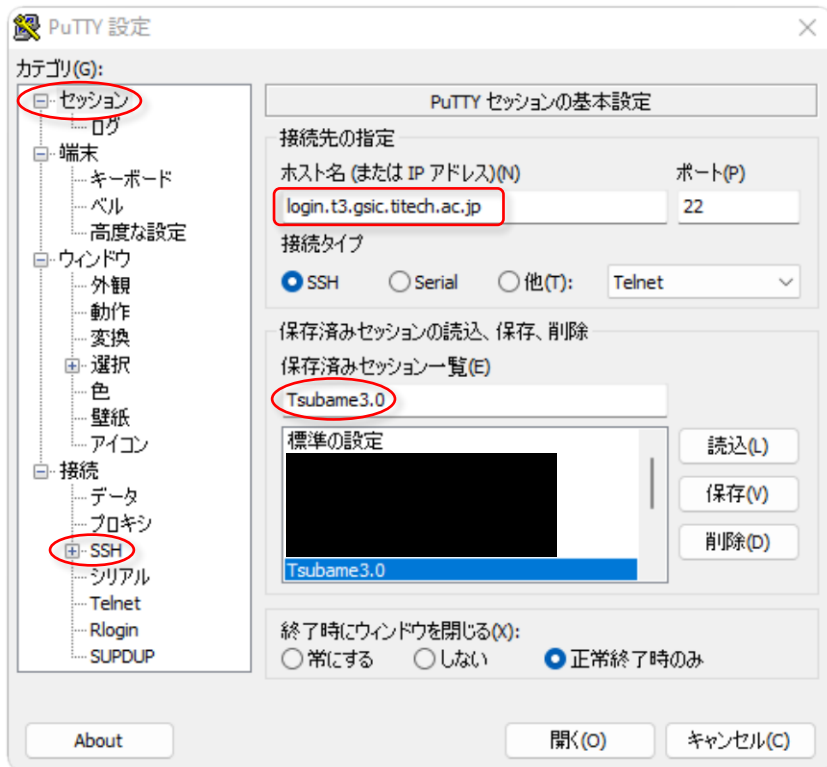 PuTTY 設定
カテゴリ(G):
セッション
ログ
端末
キーボード
ベル
高度な設定
ウィンドウ
外観
動作
変換
選択
色
壁紙
アイコン
接続
データ
プロキシ
SSH
シリアル
Telnet
Rlogin
SUPDUP
PuTTY セッションの基本設定
接続先の指定
ホスト名 (または IP アドレス)(N) ポート(P)
login.t3.gsic.titech.ac.jp 22
接続タイプ
SSH Serial 他(T): Telnet
保存済みセッションの読込、保存、削除
保存済みセッション一覧(E)
Tsubame3.0
標準の設定
Tsubame3.0
読込(L)
保存(V)
削除(D)
終了時にウィンドウを閉じる(X):
常にする しない 正常終了時のみ
About 開く(O) キャンセル(C)